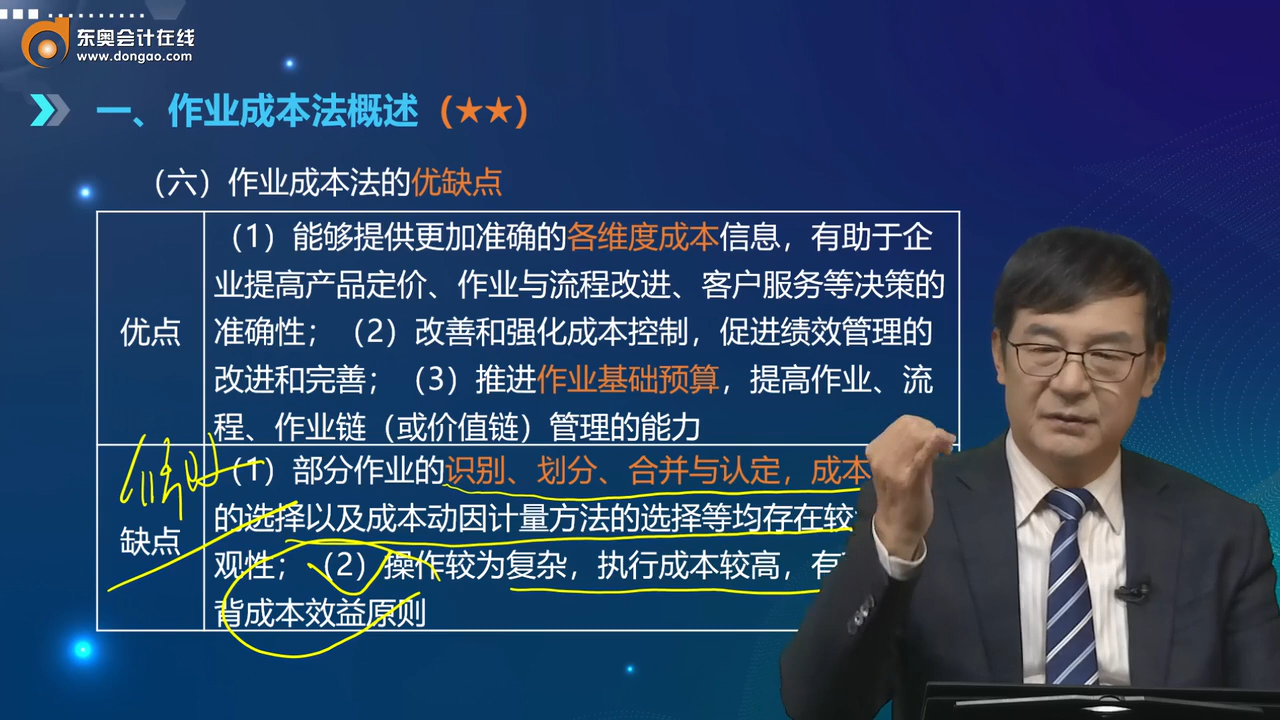 东奥会计在线
www.dongao.com
一、作业成本法概述（★★）
（六）作业成本法的优缺点
优点
（1）能够提供更加准确的各维度成本信息，有助于企
业提高产品定价、作业与流程改进、客户服务等决策的
准确性；（2）改善和强化成本控制，促进绩效管理的
改进和完善；（3）推进作业基础预算，提高作业、流
程、作业链（或价值链）管理的能力
缺点
（1）部分作业的识别、划分、合并与认定，成本
的选择以及成本动因计量方法的选择等均存在较
观性；（2）操作较为复杂，执行成本较高，有
背成本效益原则